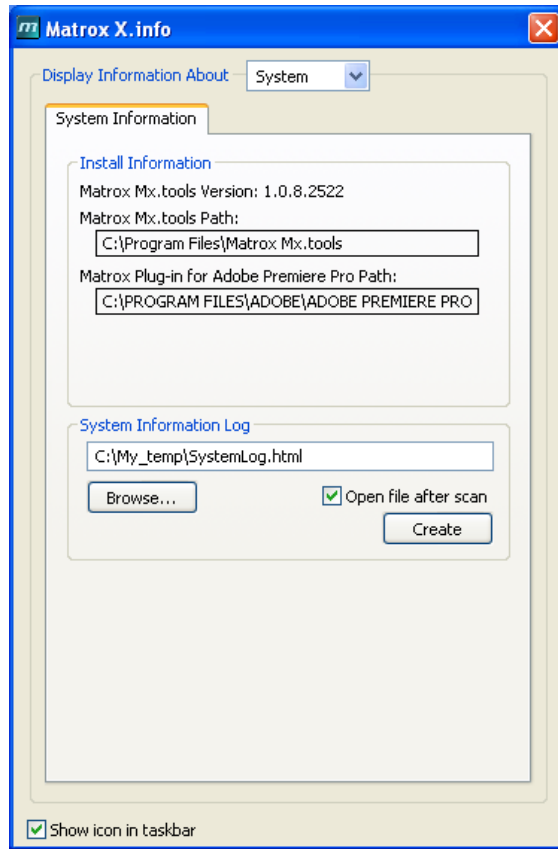 m Matrox X.info
Display Information About System
System Information
Install Information
Matrox Mx.tools Version: 1.0.8.2522
Matrox Mx.tools Path:
C:\Program Files\Matrox Mx.tools
Matrox Plug-in for Adobe Premiere Pro Path:
C:\PROGRAM FILES\ADOBE\ADOBE PREMIERE PRO
System Information Log
C:\My_temp\SystemLog.html
Browse... Open file after scan
Create
Show icon in taskbar